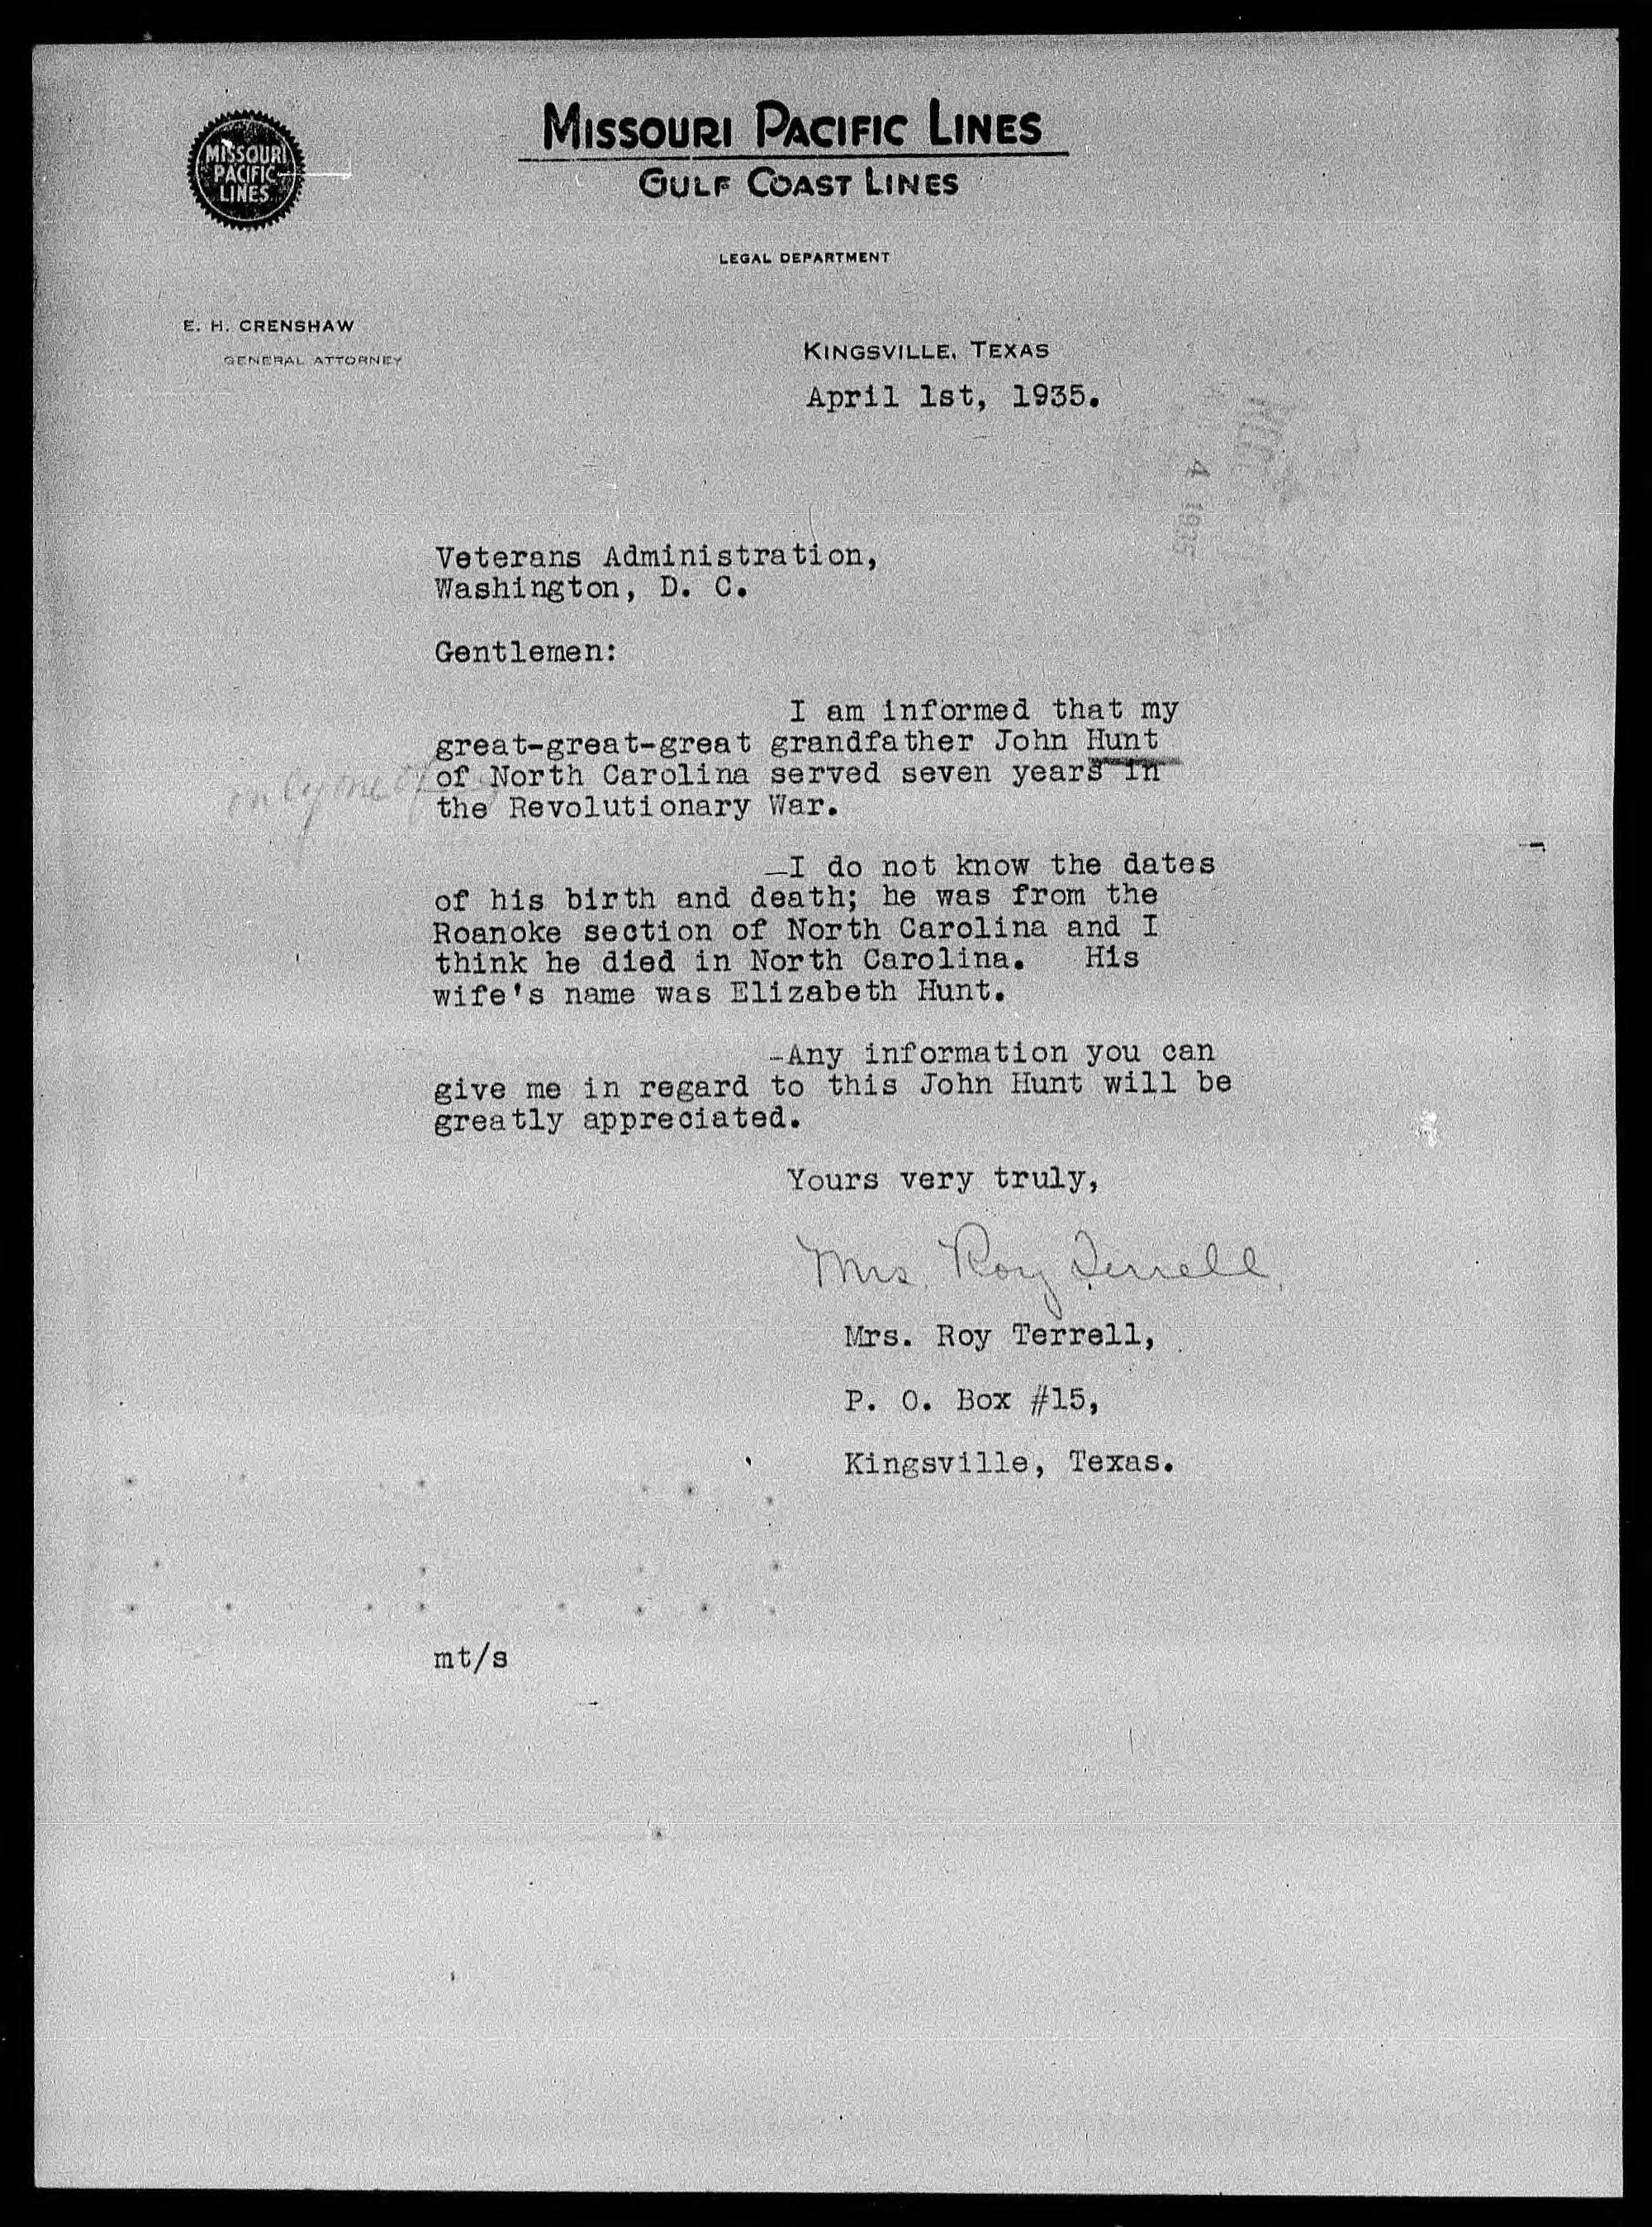 MISSOURI PACIFIC LINES
GULF COAST LINES
MISSOURI
PACIFIC
LINES
LEGAL DEPARTMENT
E. H. CRENSHAW
GENERAL ATTORNEY
KINGSVILLE, TEXAS
April 1st, 1935.
4 1935
Veterans Administration,
Washington, D. C.
Gentlemen:
I am informed that my
great-great-great grandfather John Hunt
of North Carolina served seven years in
the Revolutionary War.
only one of
—I do not know the dates
of his birth and death; he was from the
Roanoke section of North Carolina and I
think he died in North Carolina. His
wife's name was Elizabeth Hunt.
-Any information you can
give me in regard to this John Hunt will be
greatly appreciated.
Yours very truly,
Mrs. Roy Terrell,
Mrs. Roy Terrell,
P. O. Box #15,
Kingsville, Texas.
mt/s